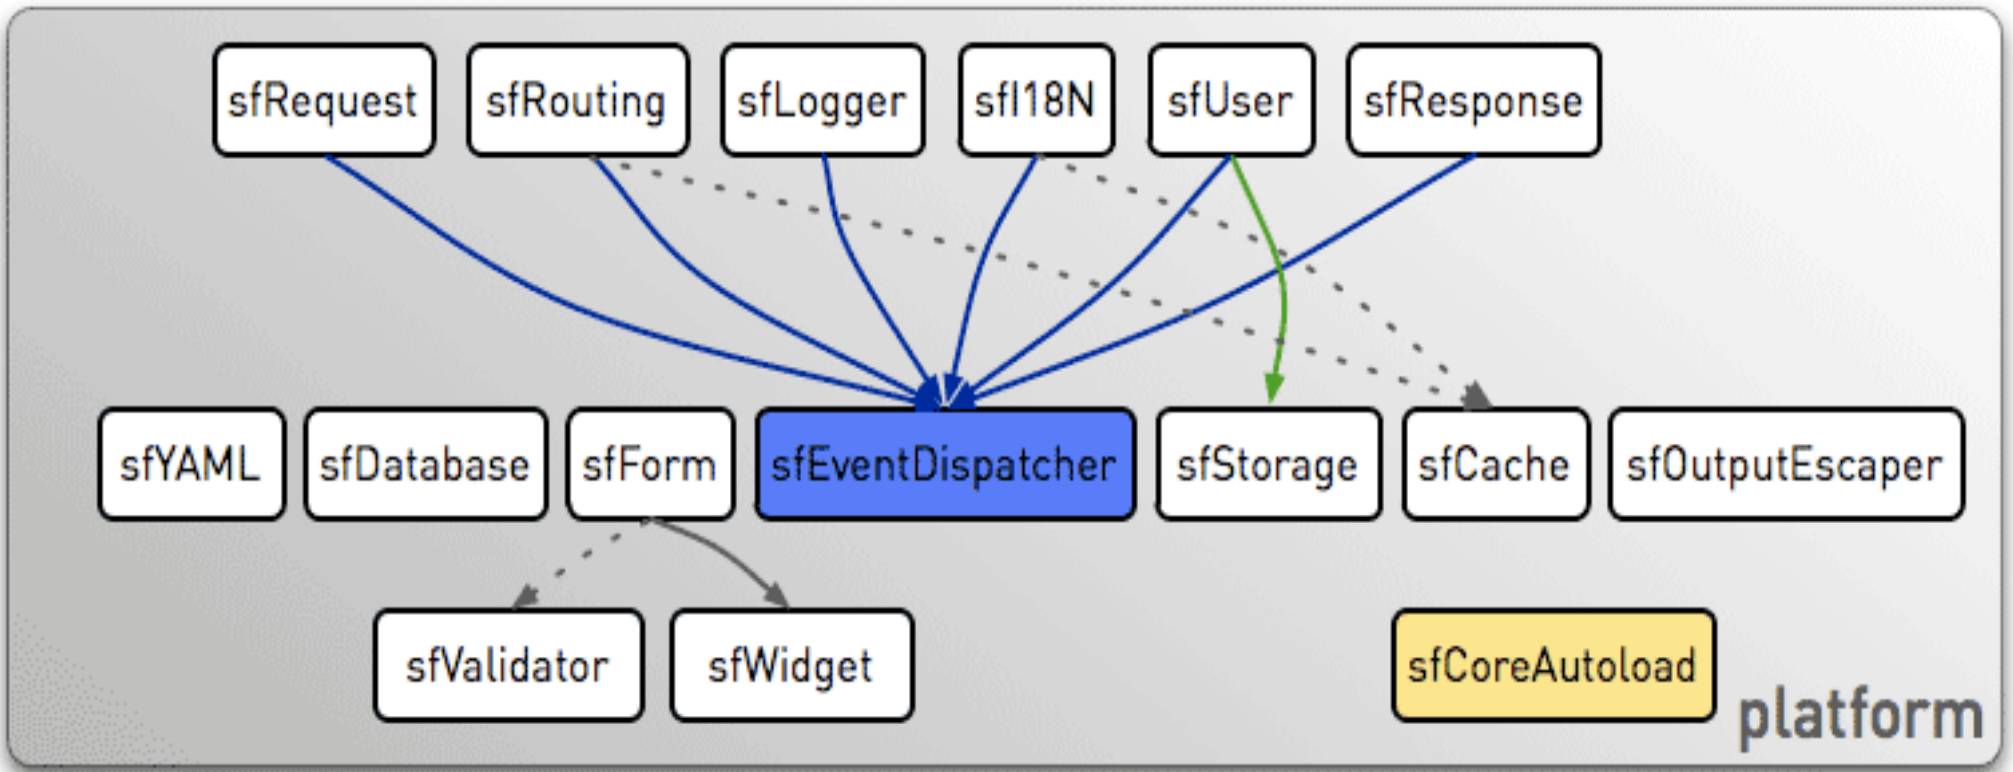 sfRequest
sfRouting
sfLogger
sfI18N
sfUser
sfResponse
sfYAML
sfDatabase
sfForm
sfEventDispatcher
sfStorage
sfCache
sfOutputEscaper
sfValidator
sfWidget
sfCoreAutoload
platform